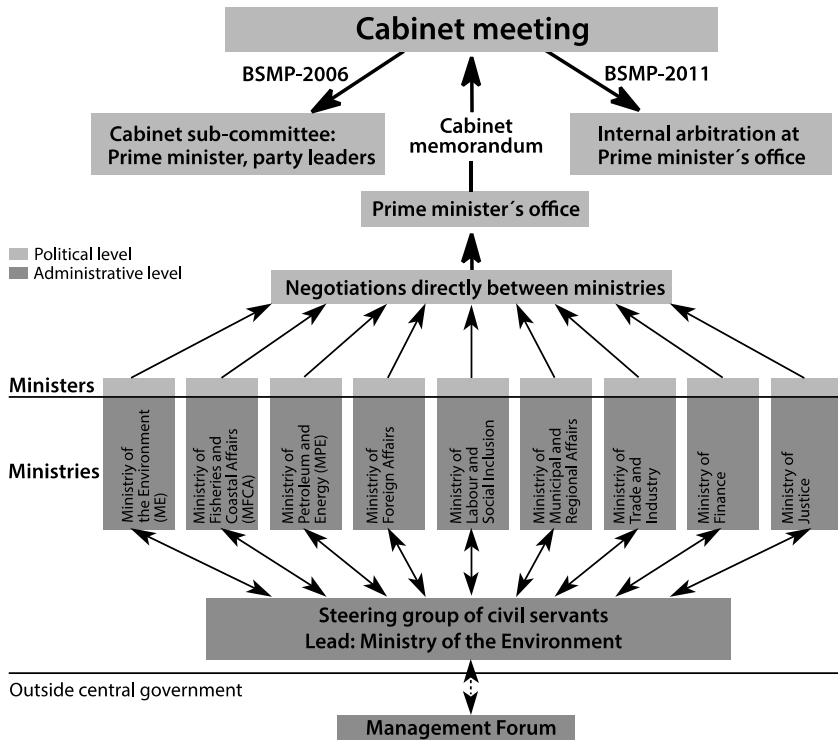 Cabinet meeting
BSMP-2006
BSMP-2011
Cabinet sub-committee:
Prime minister, party leaders
Cabinet
memorandum
Internal arbitration at
Prime minister´s office
Prime minister´s office
Political level
Administrative level
Negotiations directly between ministries
Ministers
Ministries
Ministriy of
the Environment
(ME)
Ministry of
Fisheries and
Coastal Affairs
(MFCA)
Ministry of
Petroleum and
Energy (MPE)
Ministry of
Foreign Affairs
Ministry of
Labour and
Social Inclusion
Ministry of
Municipal and
Regional Affairs
Ministry of
Trade and
Industry
Ministry of
Finance
Ministry of
Justice
Steering group of civil servants
Lead: Ministry of the Environment
Outside central government
Management Forum